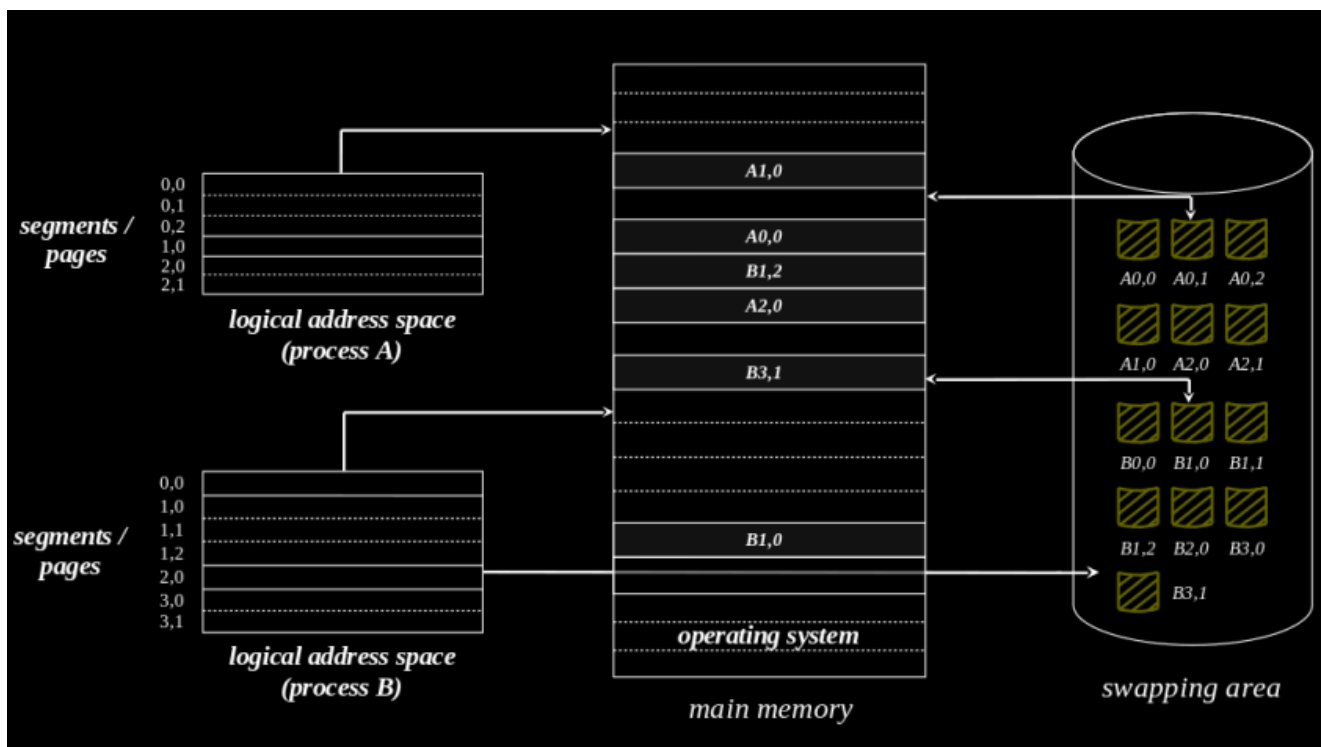 0,0
0,1
0,2
1,0
2,0
2,1
segments /
pages
logical address space
(process A)
0,0
1,0
1,1
1,2
2,0
3,0
3,1
segments /
pages
logical address space
(process B)
A1,0
A0,0
B1,2
A2,0
B3,1
B1,0
operating system
main memory
A0,0 A0,1 A0,2
A1,0 A2,0 A2,1
B0,0 B1,0 B1,1
B1,2 B2,0 B3,0
B3,1
swapping area